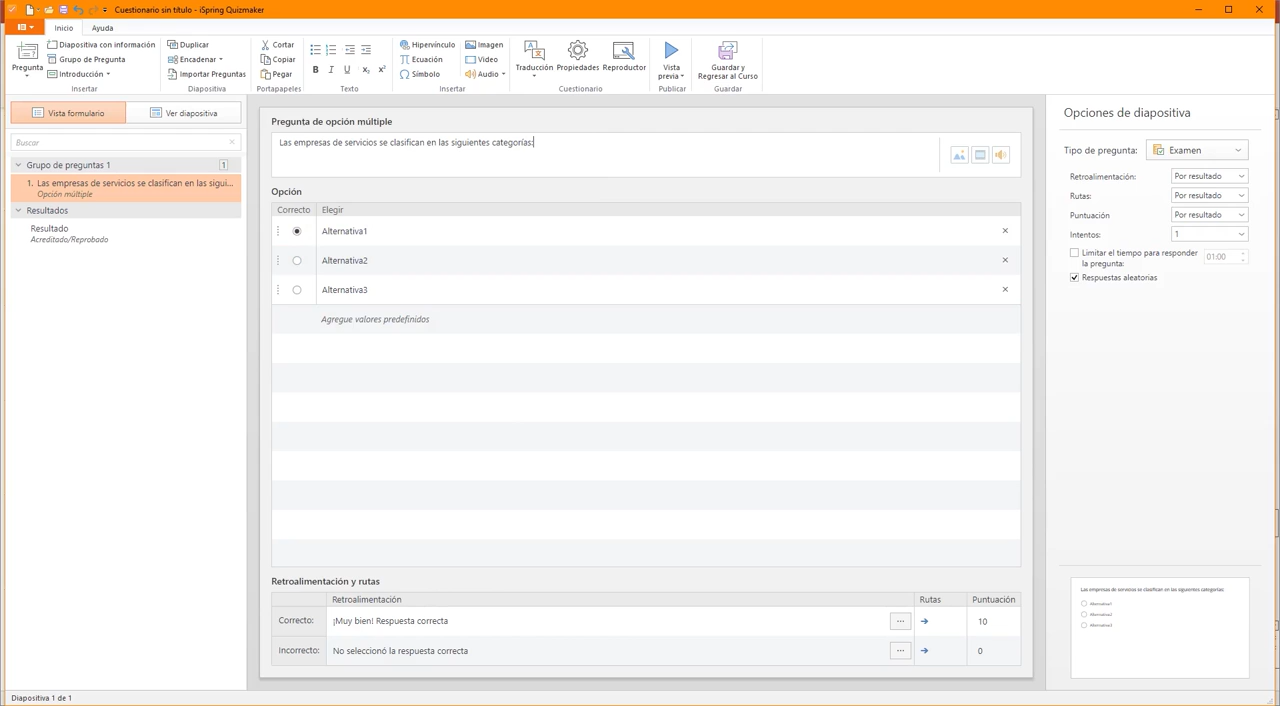 Cuestionario sin título - iSpring Quizmaker
Inicio
Ayuda
Pregunta
Diapositiva con información
Grupo de Pregunta
Introducción
Insertar
Duplicar
Encadenar
Importar Preguntas
Diapositiva
Cortar
Copiar
Pegar
Portapapeles
B I U X₂ X²
Texto
Hipervínculo
Ecuación
Símbolo
Imagen
Video
Audio
Insertar
Traducción
Propiedades
Reproductor
Cuestionario
Vista
previa
Publicar
Guardar y
Regresar al Curso
Guardar
Vista formulario
Ver diapositiva
Buscar
Grupo de preguntas 1
1
1. Las empresas de servicios se clasifican en las sigui...
Opción múltiple
Resultados
Resultado
Acreditado/Reprobado
Pregunta de opción múltiple
Las empresas de servicios se clasifican en las siguientes categorías:
Opción
Correcto
Elegir
Alternativa1
Alternativa2
Alternativa3
Agregue valores predefinidos
Retroalimentación y rutas
Retroalimentación
Rutas
Puntuación
Correcto:
¡Muy bien! Respuesta correcta
...
10
Incorrecto:
No seleccionó la respuesta correcta
...
0
Opciones de diapositiva
Tipo de pregunta:
Examen
Retroalimentación:
Por resultado
Rutas:
Por resultado
Puntuación
Por resultado
Intentos:
1
Limitar el tiempo para responder
la pregunta:
01:00
Respuestas aleatorias
Las empresas de servicios se clasifican en las siguientes categorías:
Alternativa1
Alternativa2
Alternativa3
Diapositiva 1 de 1